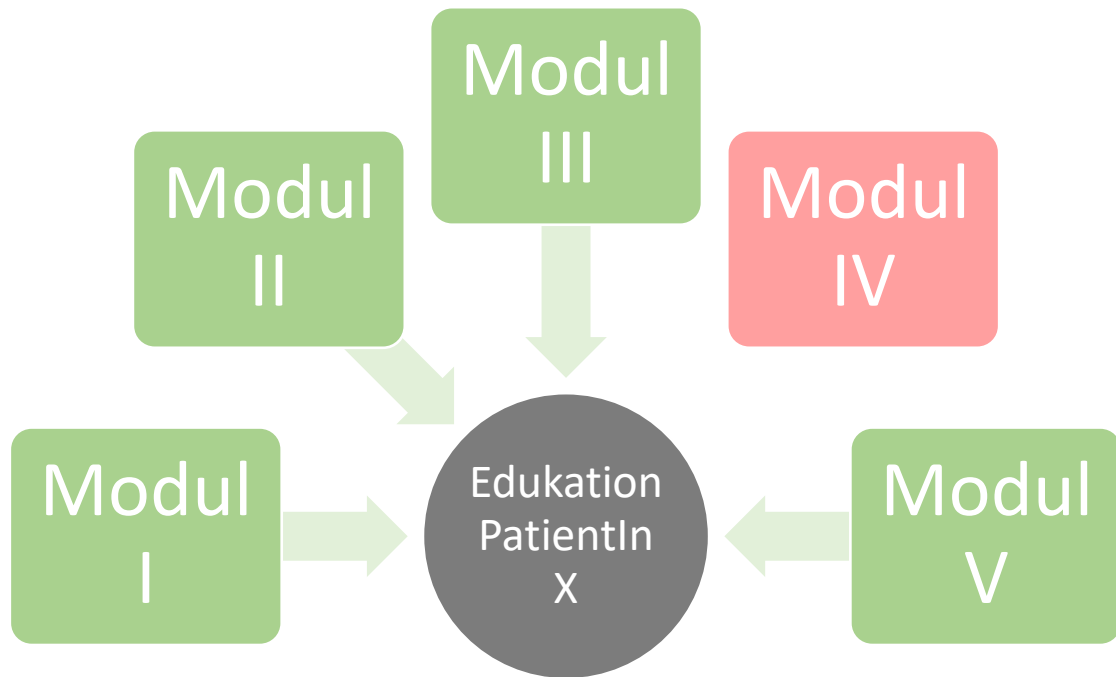 Modul
I
Modul
II
Modul
III
Modul
IV
Modul
V
Edukation
PatientIn
X